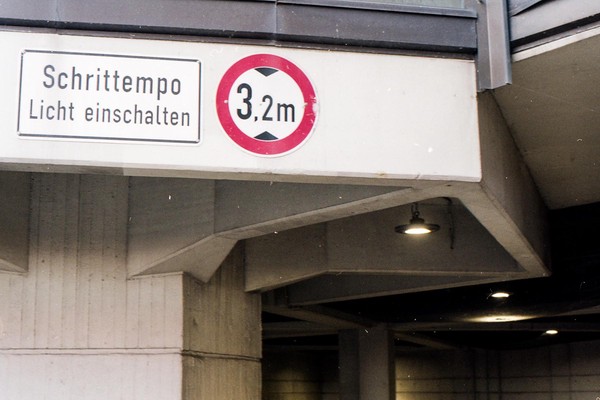 Schrittempo
Licht einschalten
3,2m